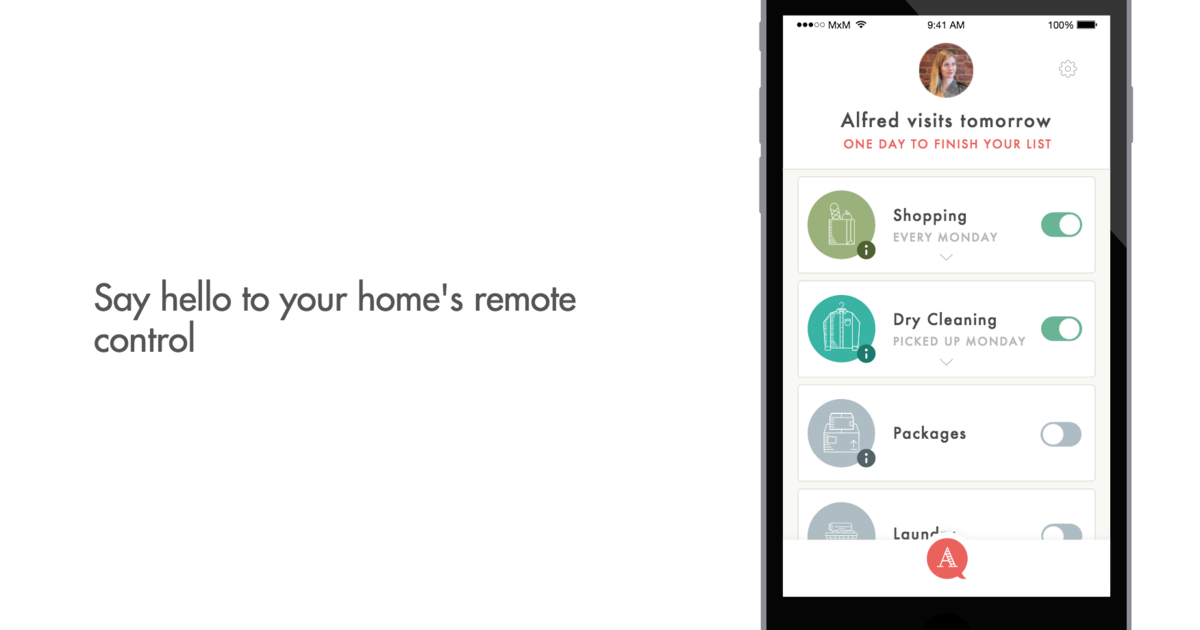 Say hello to your home's remote
control
MxM
9:41 AM
100%
Alfred visits tomorrow
ONE DAY TO FINISH YOUR LIST
Shopping
EVERY MONDAY
i
Dry Cleaning
PICKED UP MONDAY
i
Packages
i
Laundry
A